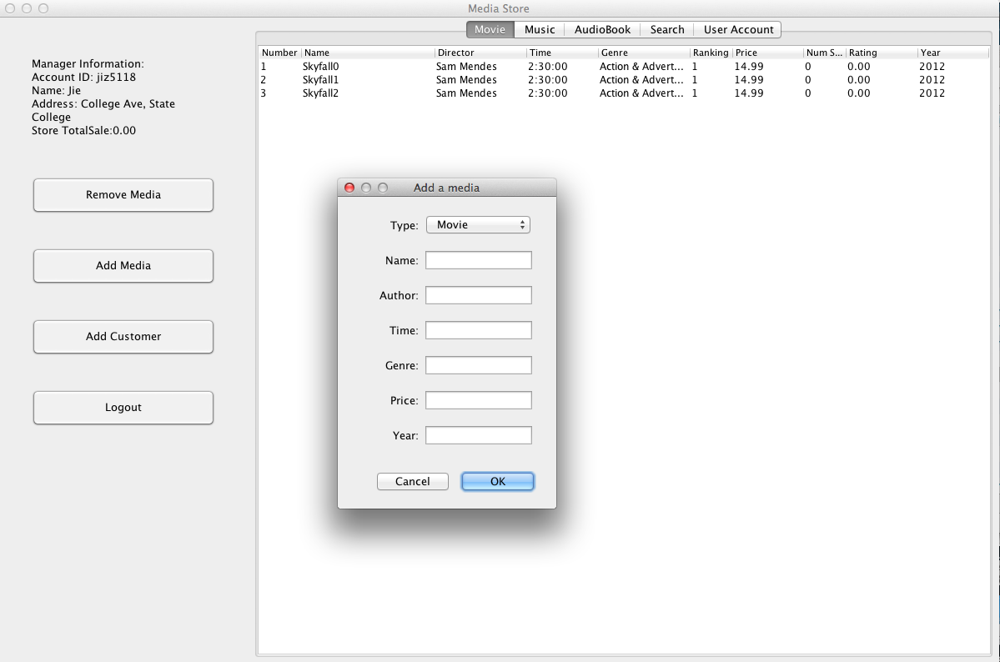 Media Store
Movie Music AudioBook Search User Account
Manager Information:
Account ID: jiz5118
Name: Jie
Address: College Ave, State
College
Store TotalSale:0.00
Remove Media
Add Media
Add Customer
Logout
Number Name Director Time Genre Ranking Price Num S... Rating Year
1 Skyfall0 Sam Mendes 2:30:00 Action & Advert... 1 14.99 0 0.00 2012
2 Skyfall1 Sam Mendes 2:30:00 Action & Advert... 1 14.99 0 0.00 2012
3 Skyfall2 Sam Mendes 2:30:00 Action & Advert... 1 14.99 0 0.00 2012
Add a media
Type: Movie
Name:
Author:
Time:
Genre:
Price:
Year:
Cancel OK